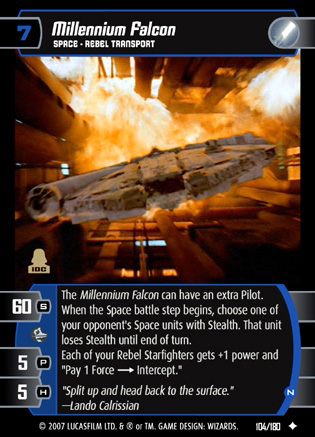 7
Millennium Falcon
SPACE - REBEL TRANSPORT
IDC
60 S
The Millennium Falcon can have an extra Pilot.
When the Space battle step begins, choose one of
your opponent's Space units with Stealth. That unit
loses Stealth until end of turn.
5 P
Each of your Rebel Starfighters gets +1 power and
"Pay 1 Force → Intercept."
5 H
"Split up and head back to the surface."
—Lando Calrissian
N
© 2007 LUCASFILM LTD. & ® or TM. GAME DESIGN: WIZARDS. 104/180